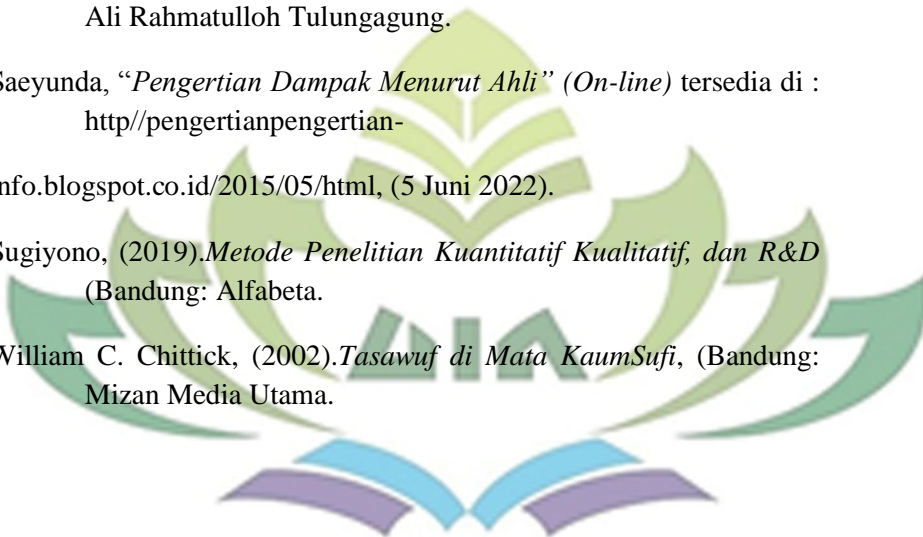 Ali Rahmatulloh Tulungagung.
Saeyunda, “Pengertian Dampak Menurut Ahli” (On-line) tersedia di :
http//pengertianpengertian-
nfo.blogspot.co.id/2015/05/html, (5 Juni 2022).
Sugiyono, (2019).Metode Penelitian Kuantitatif Kualitatif, dan R&D
(Bandung: Alfabeta.
William C. Chittick, (2002).Tasawuf di Mata KaumSufi, (Bandung:
Mizan Media Utama.